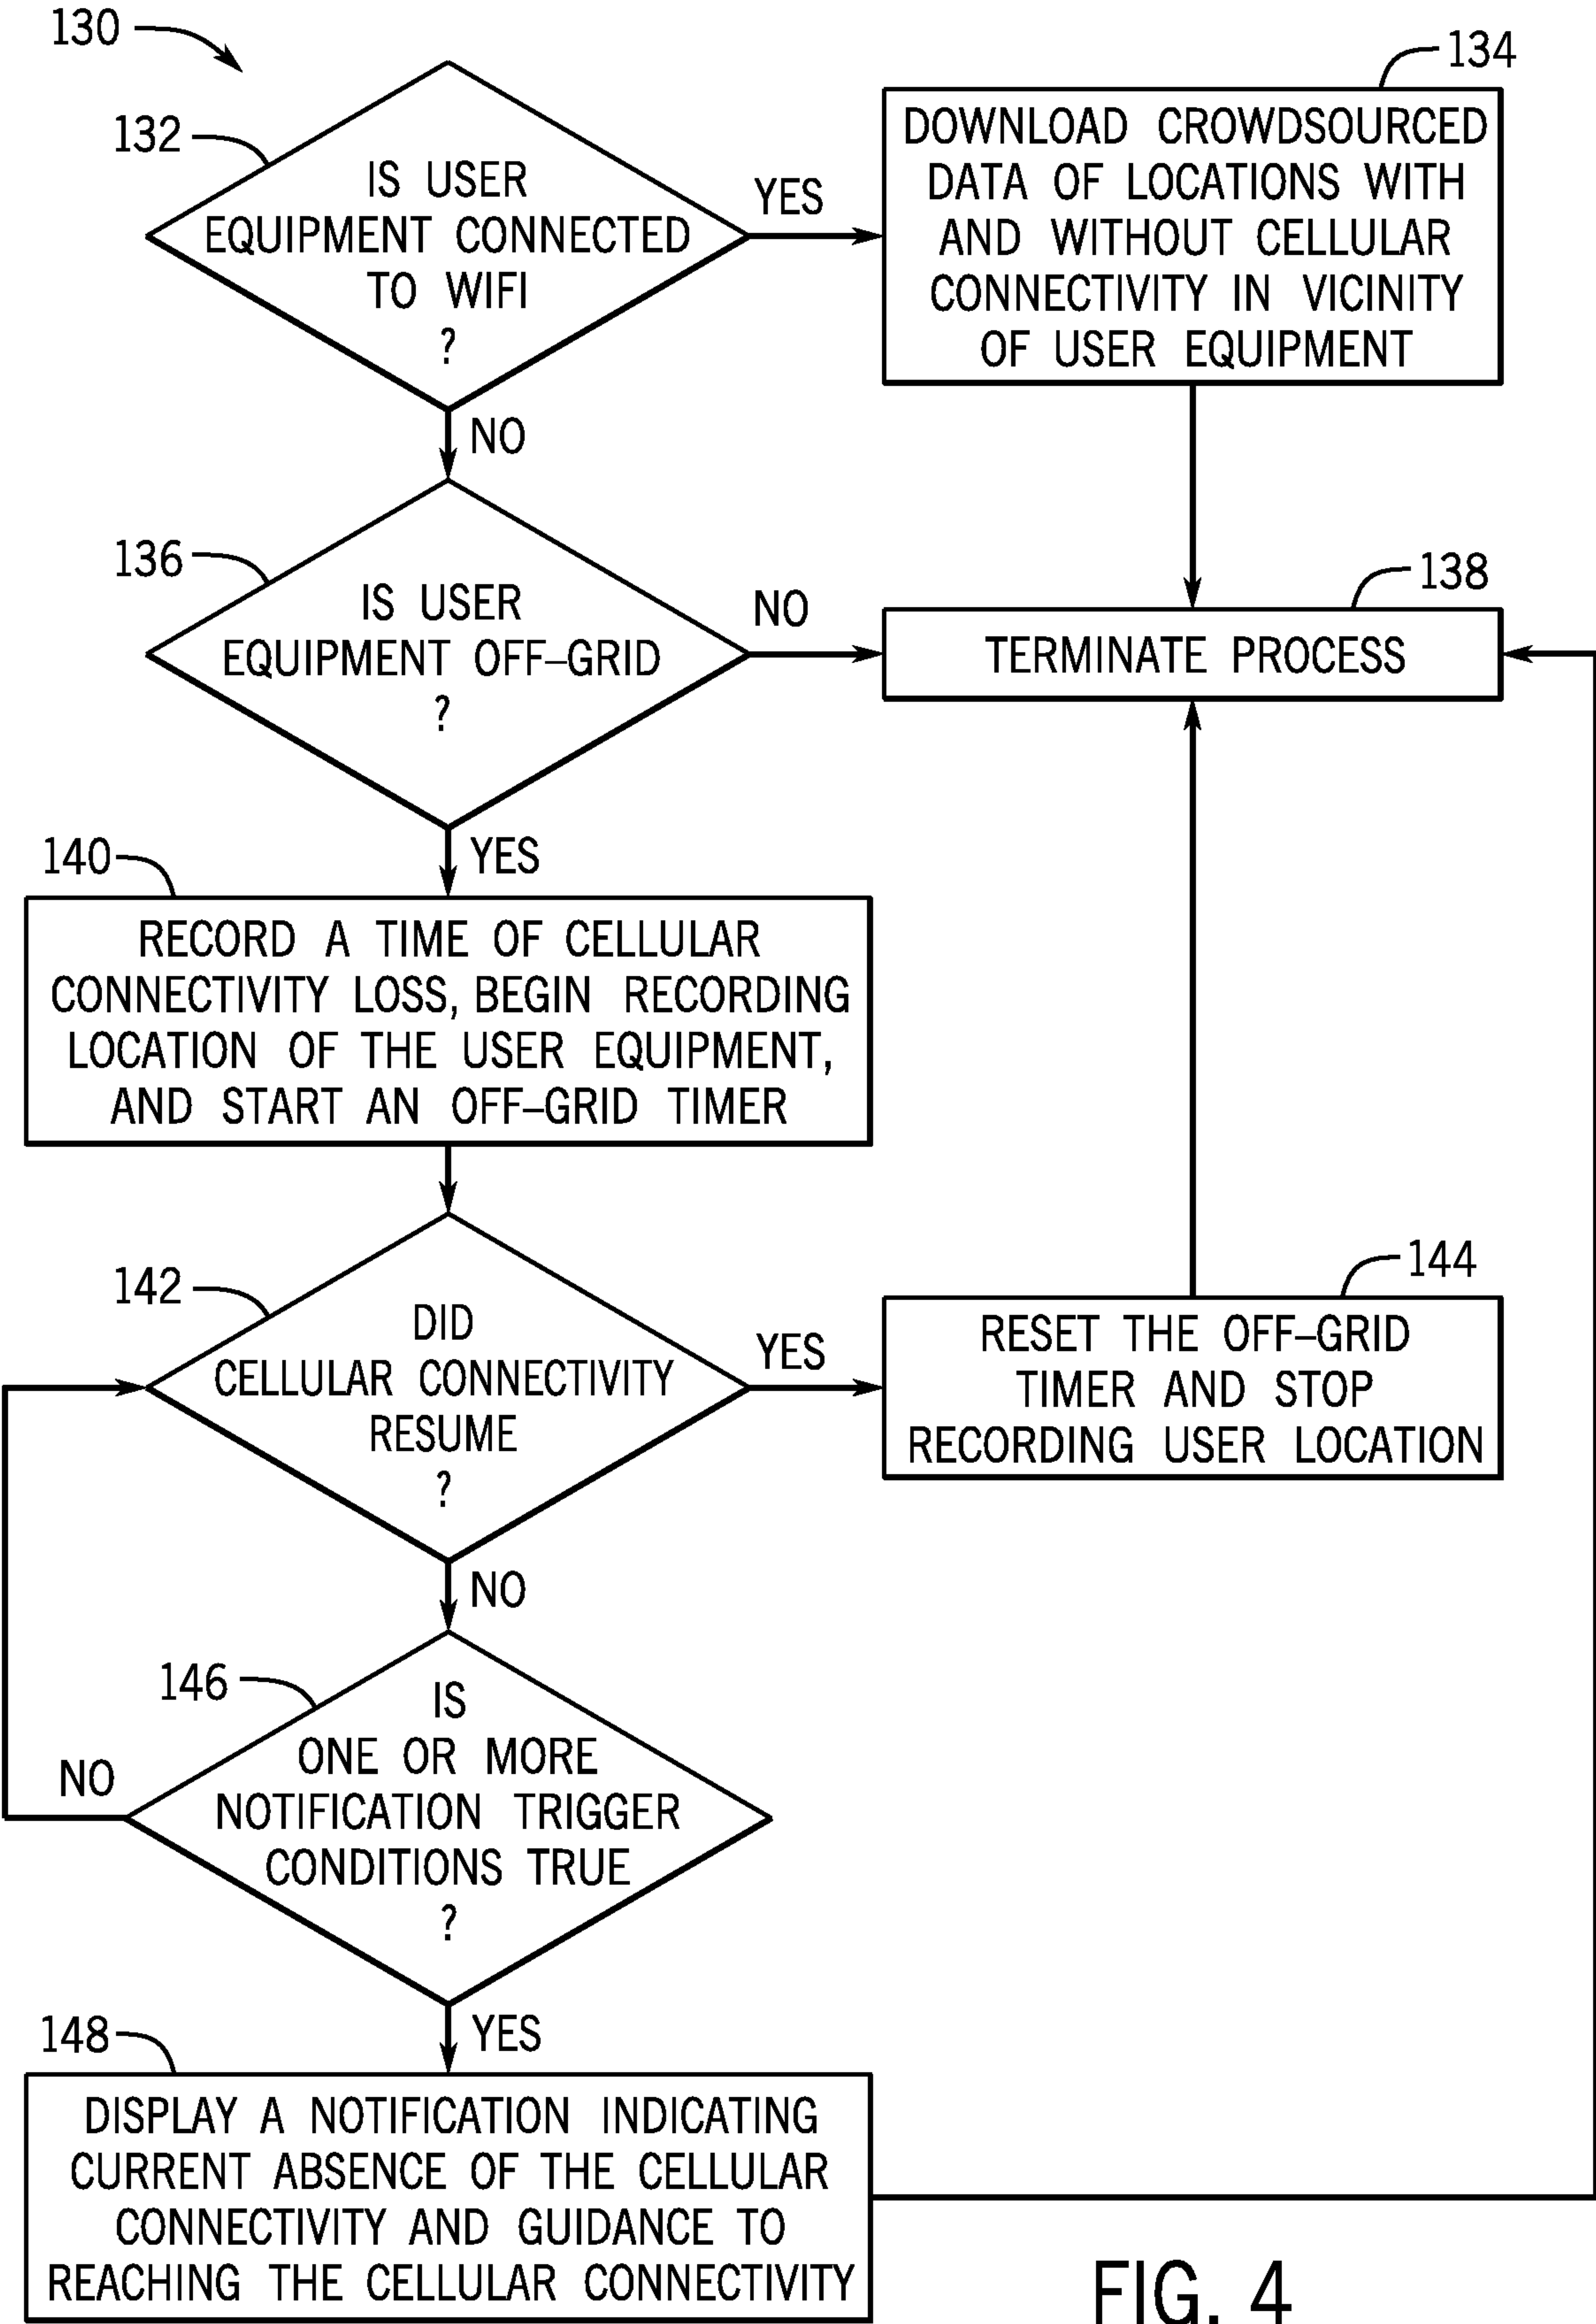 130
132
IS USER
EQUIPMENT CONNECTED
TO WIFI
?
YES
134
DOWNLOAD CROWDSOURCED
DATA OF LOCATIONS WITH
AND WITHOUT CELLULAR
CONNECTIVITY IN VICINITY
OF USER EQUIPMENT
NO
136
IS USER
EQUIPMENT OFF–GRID
?
NO
138
TERMINATE PROCESS
YES
140
RECORD A TIME OF CELLULAR
CONNECTIVITY LOSS, BEGIN RECORDING
LOCATION OF THE USER EQUIPMENT,
AND START AN OFF–GRID TIMER
142
DID
CELLULAR CONNECTIVITY
RESUME
?
YES
144
RESET THE OFF–GRID
TIMER AND STOP
RECORDING USER LOCATION
NO
146
IS
ONE OR MORE
NOTIFICATION TRIGGER
CONDITIONS TRUE
?
NO
YES
148
DISPLAY A NOTIFICATION INDICATING
CURRENT ABSENCE OF THE CELLULAR
CONNECTIVITY AND GUIDANCE TO
REACHING THE CELLULAR CONNECTIVITY
FIG. 4